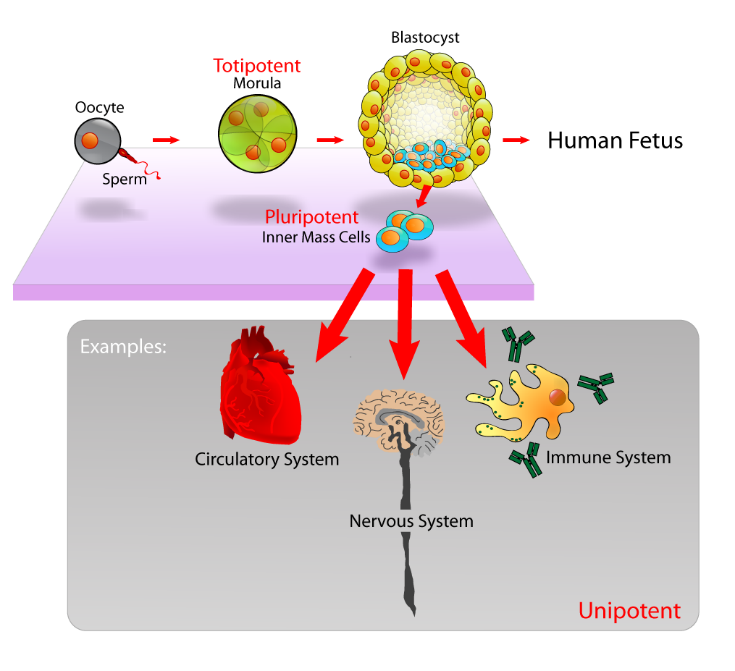 Blastocyst
Totipotent
Morula
Oocyte
Human Fetus
Sperm
Pluripotent
Inner Mass Cells
Examples:
Circulatory System
Immune System
Nervous System
Unipotent